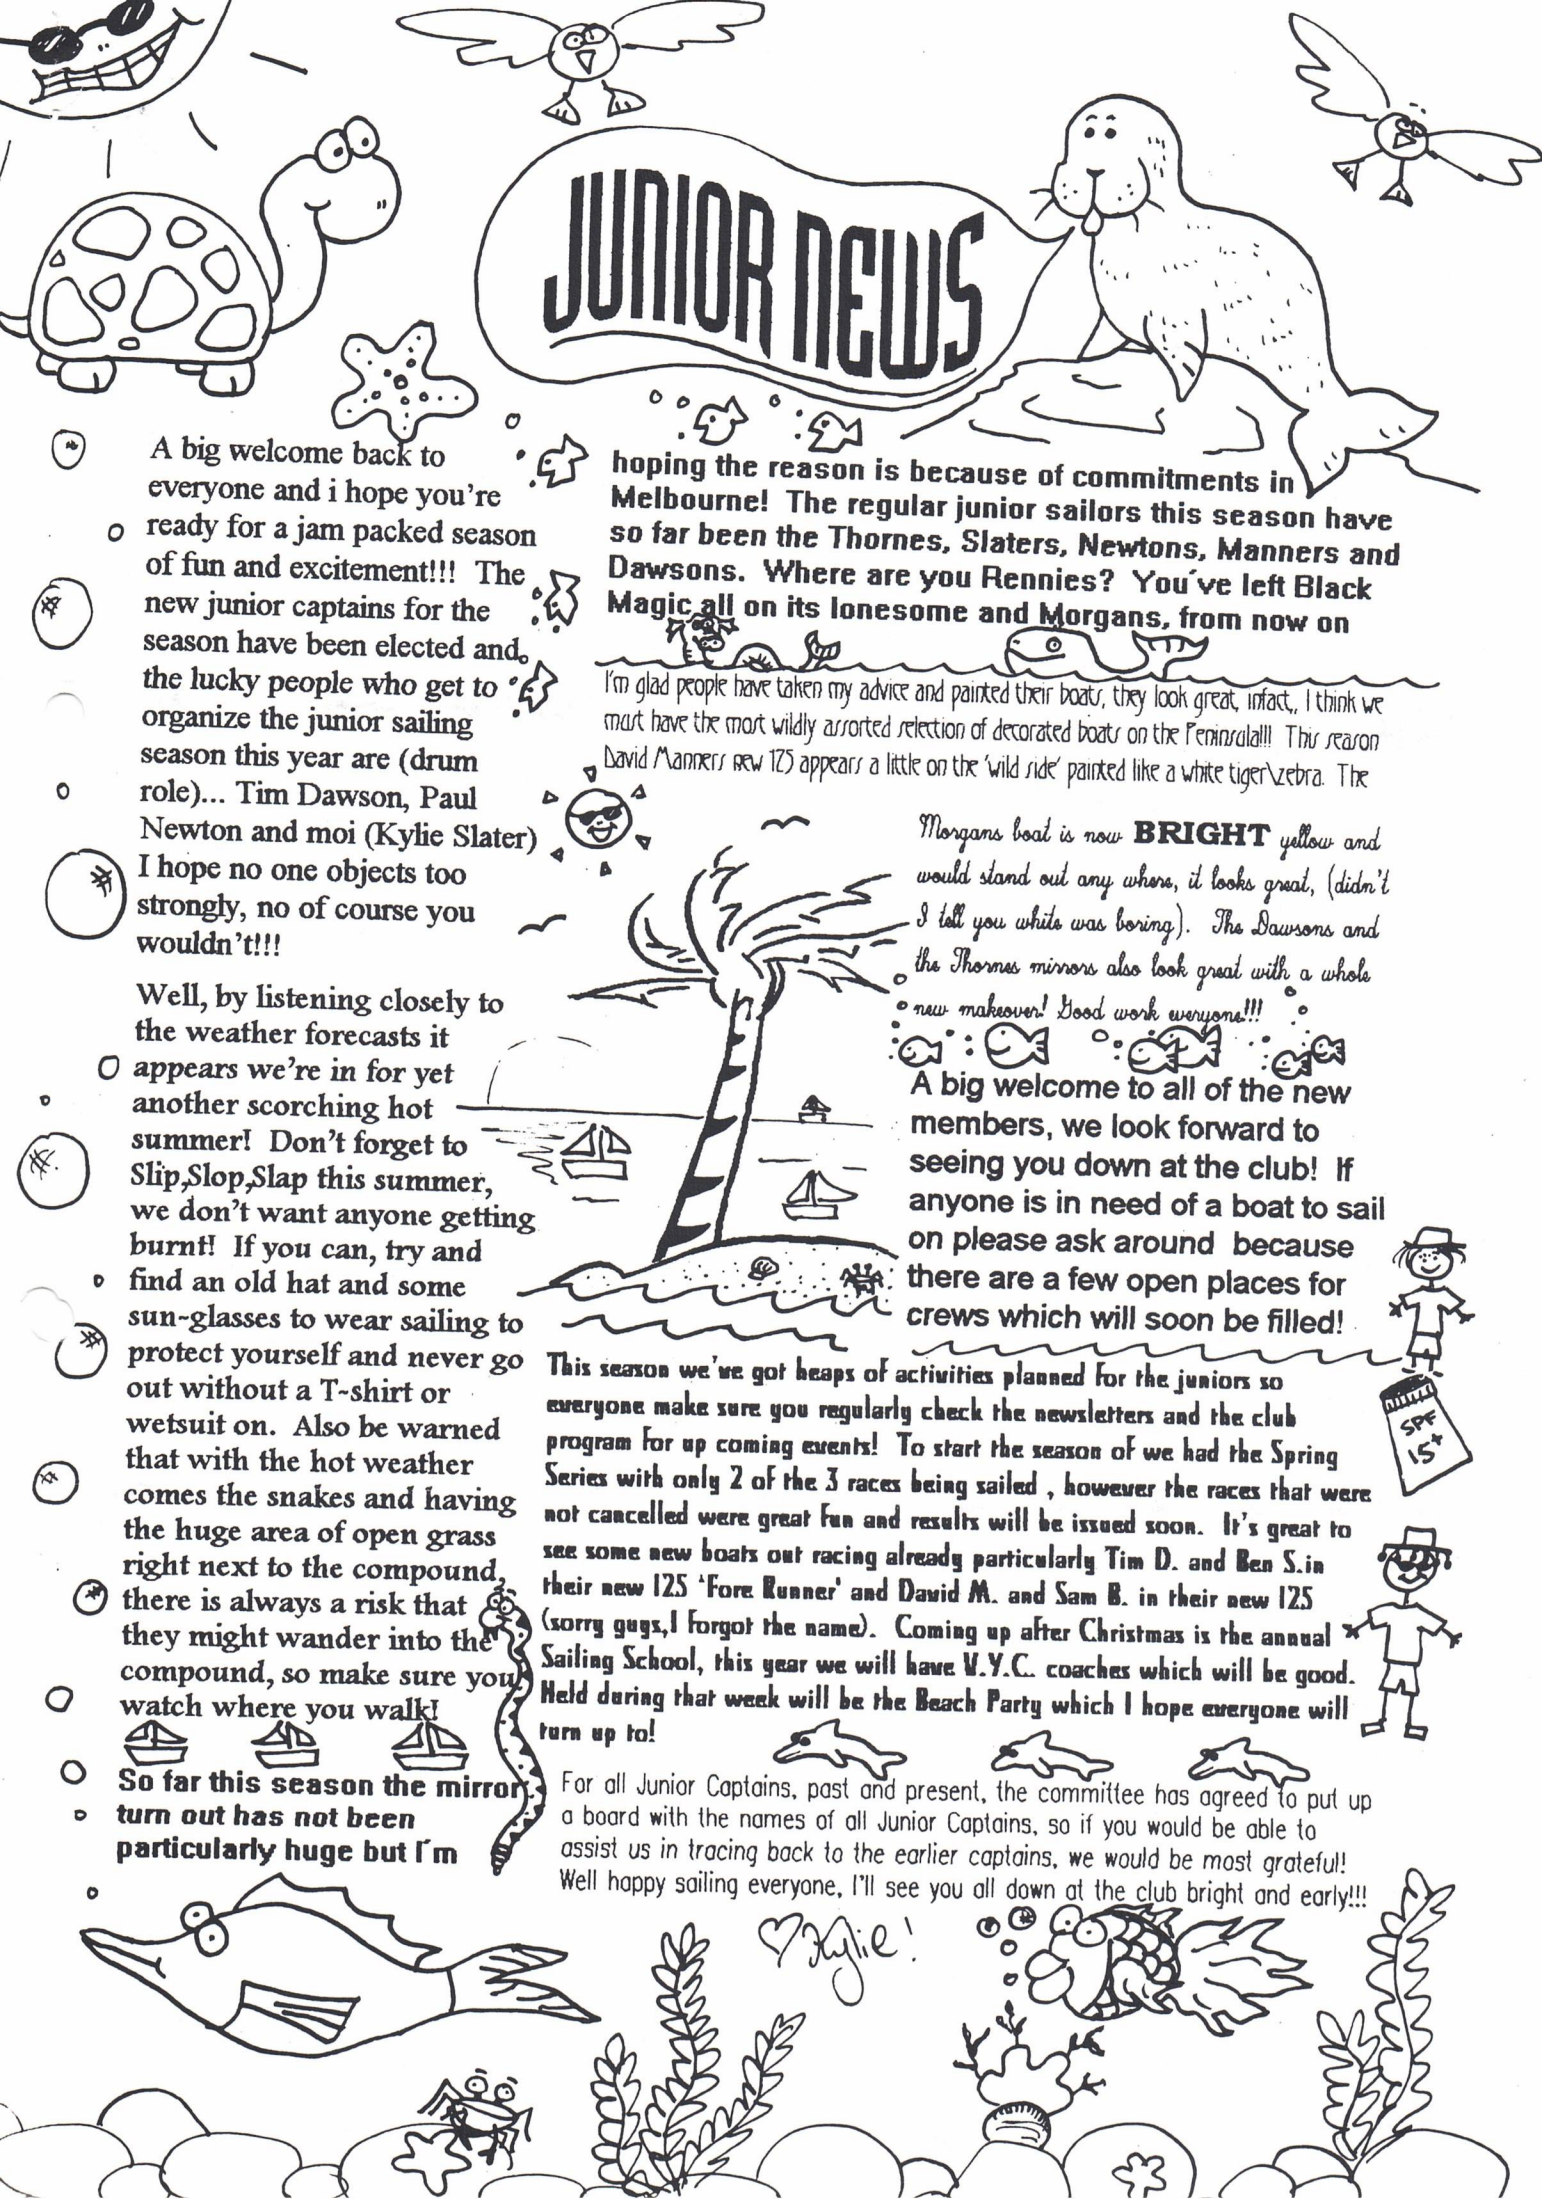 JUNIOR NEWS
A big welcome back to
everyone and i hope you're
ready for a jam packed season
of fun and excitement!!! The
new junior captains for the
season have been elected and
the lucky people who get to
organize the junior sailing
season this year are (drum
role)... Tim Dawson, Paul
Newton and moi (Kylie Slater)
I hope no one objects too
strongly, no of course you
wouldn't!!!
Well, by listening closely to
the weather forecasts it
appears we're in for yet
another scorching hot
summer! Don't forget to
Slip,Slop,Slap this summer,
we don't want anyone getting
burnt! If you can, try and
find an old hat and some
sun-glasses to wear sailing to
protect yourself and never go
out without a T-shirt or
wetsuit on. Also be warned
that with the hot weather
comes the snakes and having
the huge area of open grass
right next to the compound,
there is always a risk that
they might wander into the
compound, so make sure you
watch where you walk!
So far this season the mirror
turn out has not been
particularly huge but I'm
hoping the reason is because of commitments in
Melbourne! The regular junior sailors this season have
so far been the Thornes, Slaters, Newtons, Manners and
Dawsons. Where are you Rennies? You've left Black
Magic all on its lonesome and Morgans, from now on
I'm glad people have taken my advice and painted their boats, they look great, infact,, I think we
must have the most wildly assorted selection of decorated boats on the Peninsula!!! This season
David Manners new 125 appears a little on the 'wild side' painted like a white tiger\zebra. The
Morgans boat is now BRIGHT yellow and
would stand out any where, it looks great, (didn't
I tell you white was boring). The Dawsons and
the Thornes mirrors also look great with a whole
new makeover! Good work everyone!!!
A big welcome to all of the new
members, we look forward to
seeing you down at the club! If
anyone is in need of a boat to sail
on please ask around because
there are a few open places for
crews which will soon be filled!
SPF
15+
This season we've got heaps of activities planned for the juniors so
everyone make sure you regularly check the newsletters and the club
program for up coming events! To start the season of we had the Spring
Series with only 2 of the 3 races being sailed , however the races that were
not cancelled were great fun and results will be issued soon. It's great to
see some new boats out racing already particularly Tim D. and Ben S.in
their new 125 'Fore Runner' and David M. and Sam B. in their new 125
(sorry guys,I forgot the name). Coming up after Christmas is the annual
Sailing School, this year we will have V.Y.C. coaches which will be good.
Held during that week will be the Beach Party which I hope everyone will
turn up to!
For all Junior Captains, past and present, the committee has agreed to put up
a board with the names of all Junior Captains, so if you would be able to
assist us in tracing back to the earlier captains, we would be most grateful!
Well happy sailing everyone, I'll see you all down at the club bright and early!!!
Kylie!